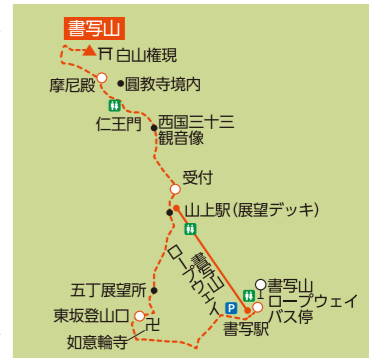 書写山
白山権現
摩尼殿
圓教寺境内
仁王門
西国三十三
観音像
受付
山上駅(展望デッキ)
書写山
ロープウェイ
五丁展望所
東坂登山口
如意輪寺
卍
P
書写駅
書写山
ロープウェイ
バス停